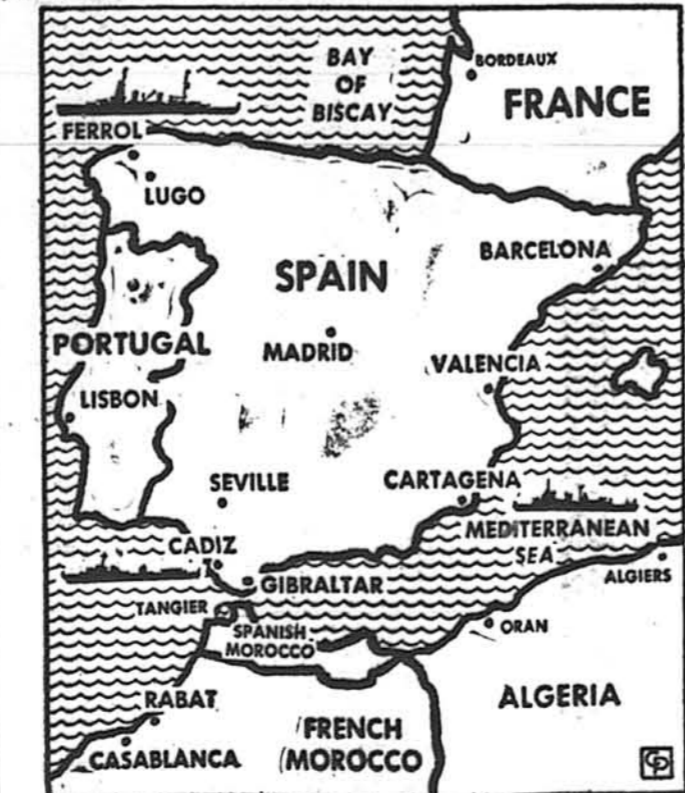 BAY
OF
BISCAY
BORDEAUX
FRANCE
FERROL
LUGO
BARCELONA
SPAIN
PORTUGAL
MADRID
VALENCIA
LISBON
SEVILLE
CARTAGENA
MEDITERRANEAN
SEA
CADIZ
GIBRALTAR
ALGIERS
TANGIER
SPANISH
MOROCCO
ORAN
RABAT
ALGERIA
FRENCH
MOROCCO
CASABLANCA
CP